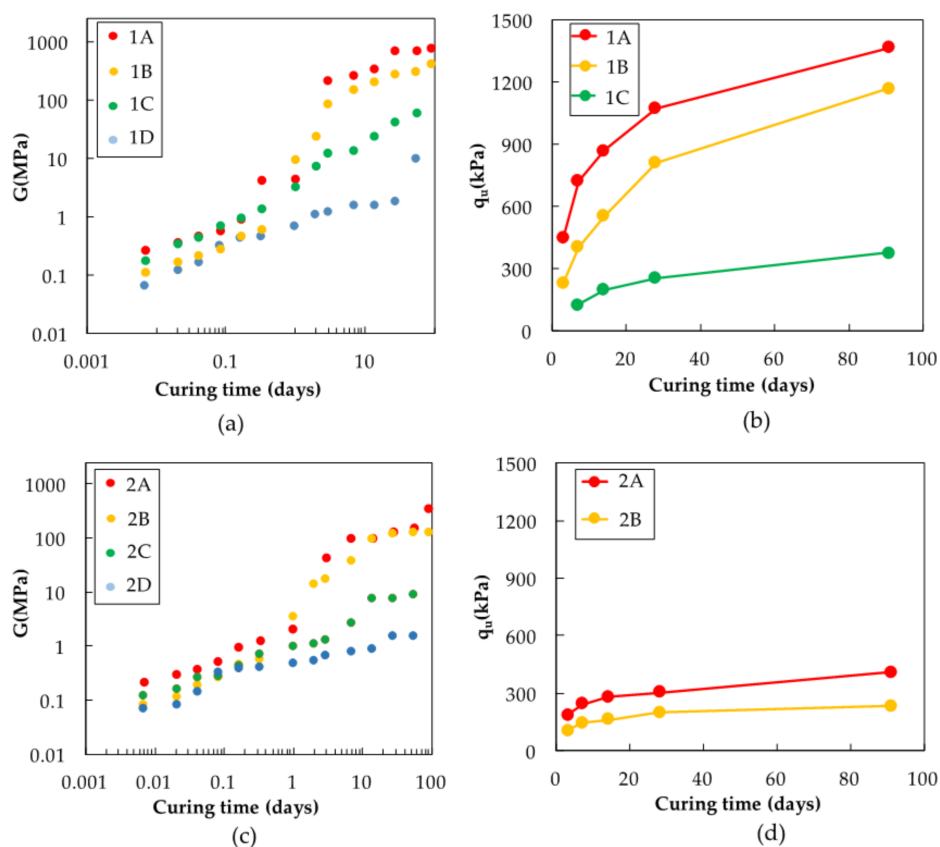 1A
1B
1C
1D
1000
100
10
1
0.1
0.01
G(MPa)
0.001
0.1
10
Curing time (days)
(a)
1A
1B
1C
1500
1200
900
600
300
0
qu(kPa)
0
20
40
60
80
100
Curing time (days)
(b)
2A
2B
2C
2D
1000
100
10
1
0.1
0.01
G(MPa)
0.001
0.01
0.1
1
10
100
Curing time (days)
(c)
2A
2B
1500
1200
900
600
300
0
qu(kPa)
0
20
40
60
80
100
Curing time (days)
(d)